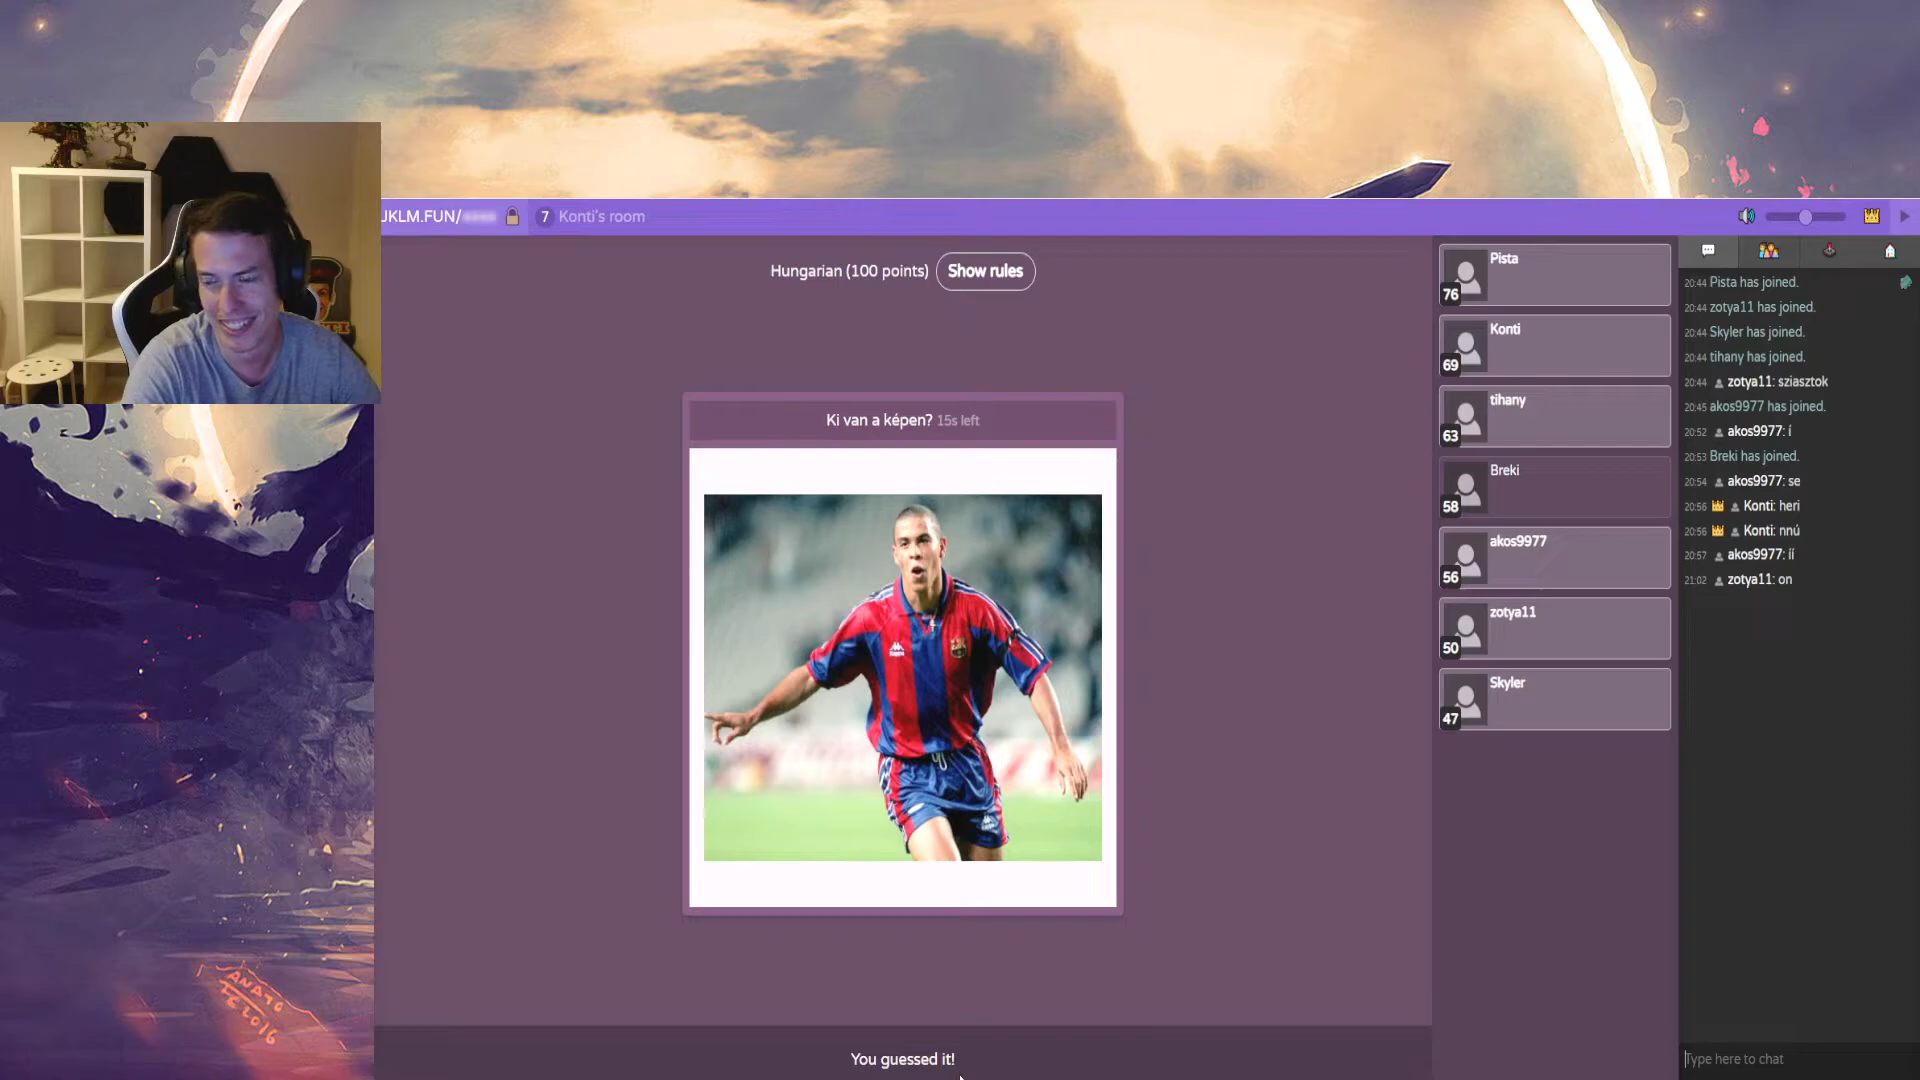 JKLM.FUN/
7 Konti's room
Hungarian (100 points) Show rules
Ki van a képen? 15s left
Kappa
You guessed it!
Pista
76
Konti
69
tihany
63
Breki
58
akos9977
56
zotya11
50
Skyler
47
20:44 Pista has joined.
20:44 zotya11 has joined.
20:44 Skyler has joined.
20:44 tihany has joined.
20:44 zotya11: sziasztok
20:45 akos9977 has joined.
20:52 akos9977: í
20:53 Breki has joined.
20:54 akos9977: se
20:56 Konti: heri
20:56 Konti: nnú
20:57 akos9977: íí
21:02 zotya11: on
Type here to chat